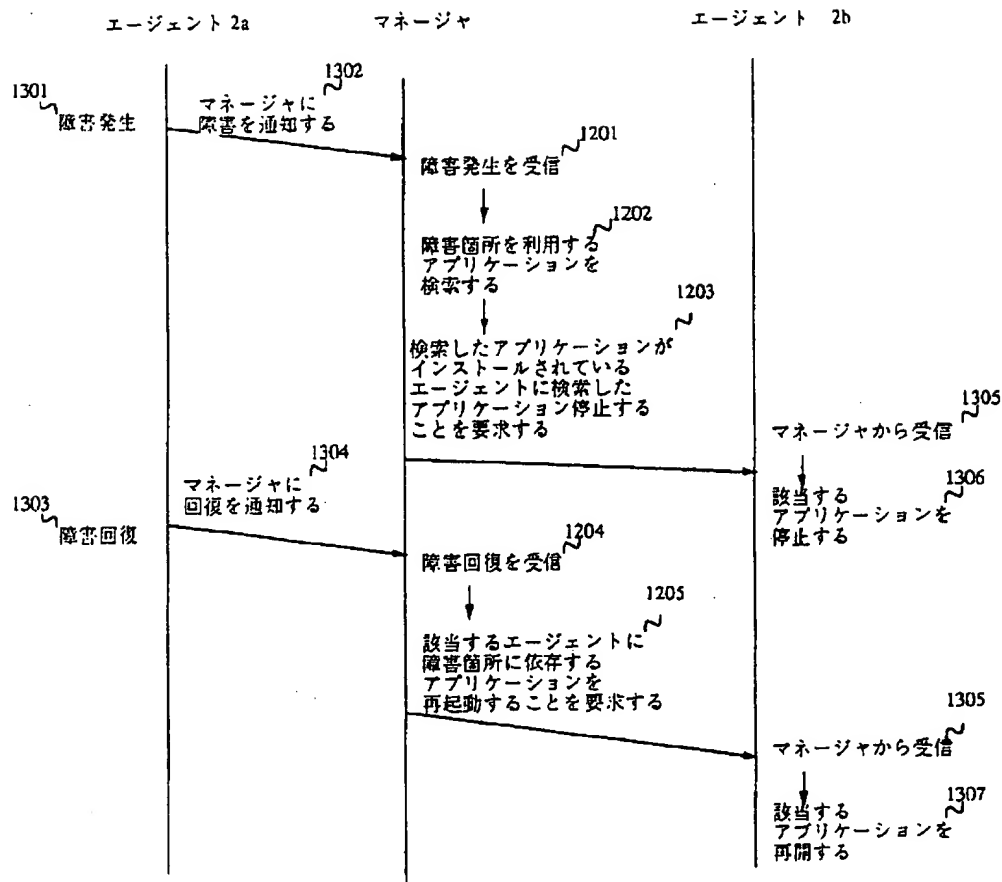 エージェント 2a
マネージャ
エージェント 2b
1301
障害発生
1302
マネージャに
障害を通知する
1201
障害発生を受信
1202
障害箇所を利用する
アプリケーションを
検索する
1203
検索したアプリケーションが
インストールされている
エージェントに検索した
アプリケーション停止する
ことを要求する
1305
マネージャから受信
1306
該当する
アプリケーションを
停止する
1303
障害回復
1304
マネージャに
回復を通知する
1204
障害回復を受信
1205
該当するエージェントに
障害箇所に依存する
アプリケーションを
再起動することを要求する
1305
マネージャから受信
1307
該当する
アプリケーションを
再開する